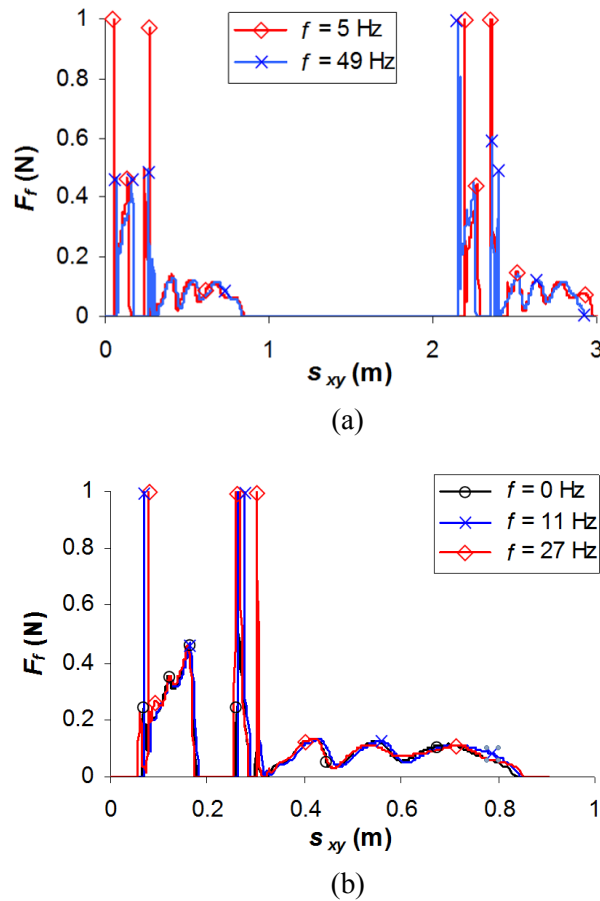 f = 5 Hz
f = 49 Hz
1
0.8
0.6
0.4
0.2
0
F_f (N)
0 1 2 3
s_xy (m)
(a)
f = 0 Hz
f = 11 Hz
f = 27 Hz
1
0.8
0.6
0.4
0.2
0
F_f (N)
0 0.2 0.4 0.6 0.8 1
s_xy (m)
(b)